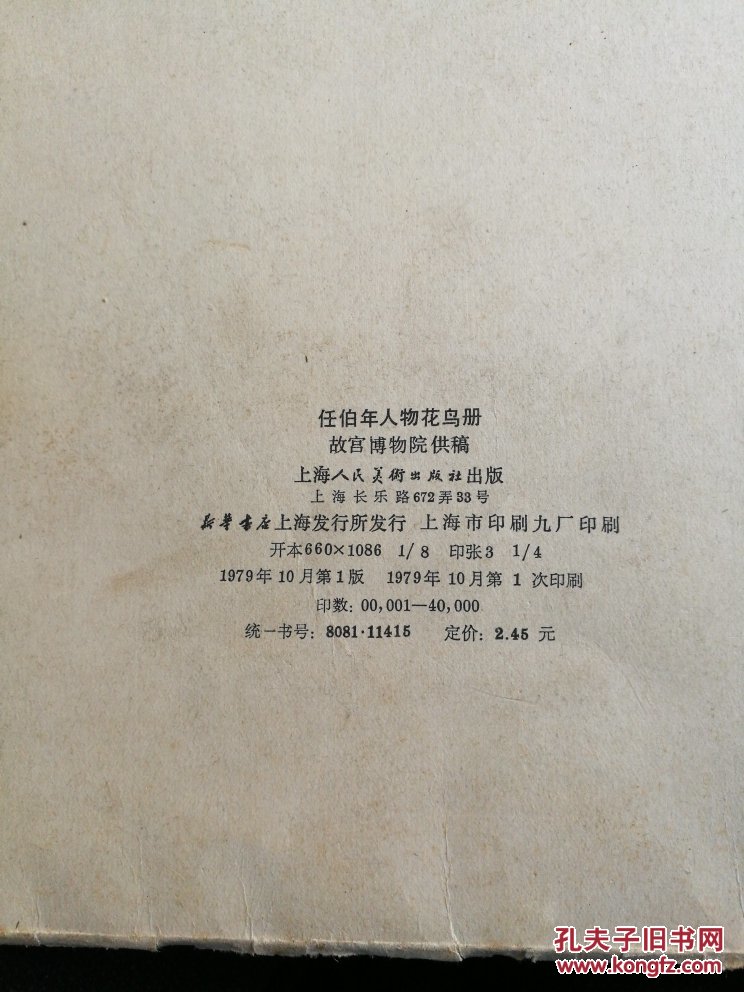 任伯年人物花鸟册
故宫博物院供稿
上海人民美術出版社出版
上海长乐路672弄33号
新华书店上海发行所发行 上海市印刷九厂印刷
开本660×1086 1/8 印张3 1/4
1979年10月第1版 1979年10月第1次印刷
印数：00,001—40,000
统一书号：8081·11415 定价：2.45元
孔夫子旧书网
www.kongfz.com